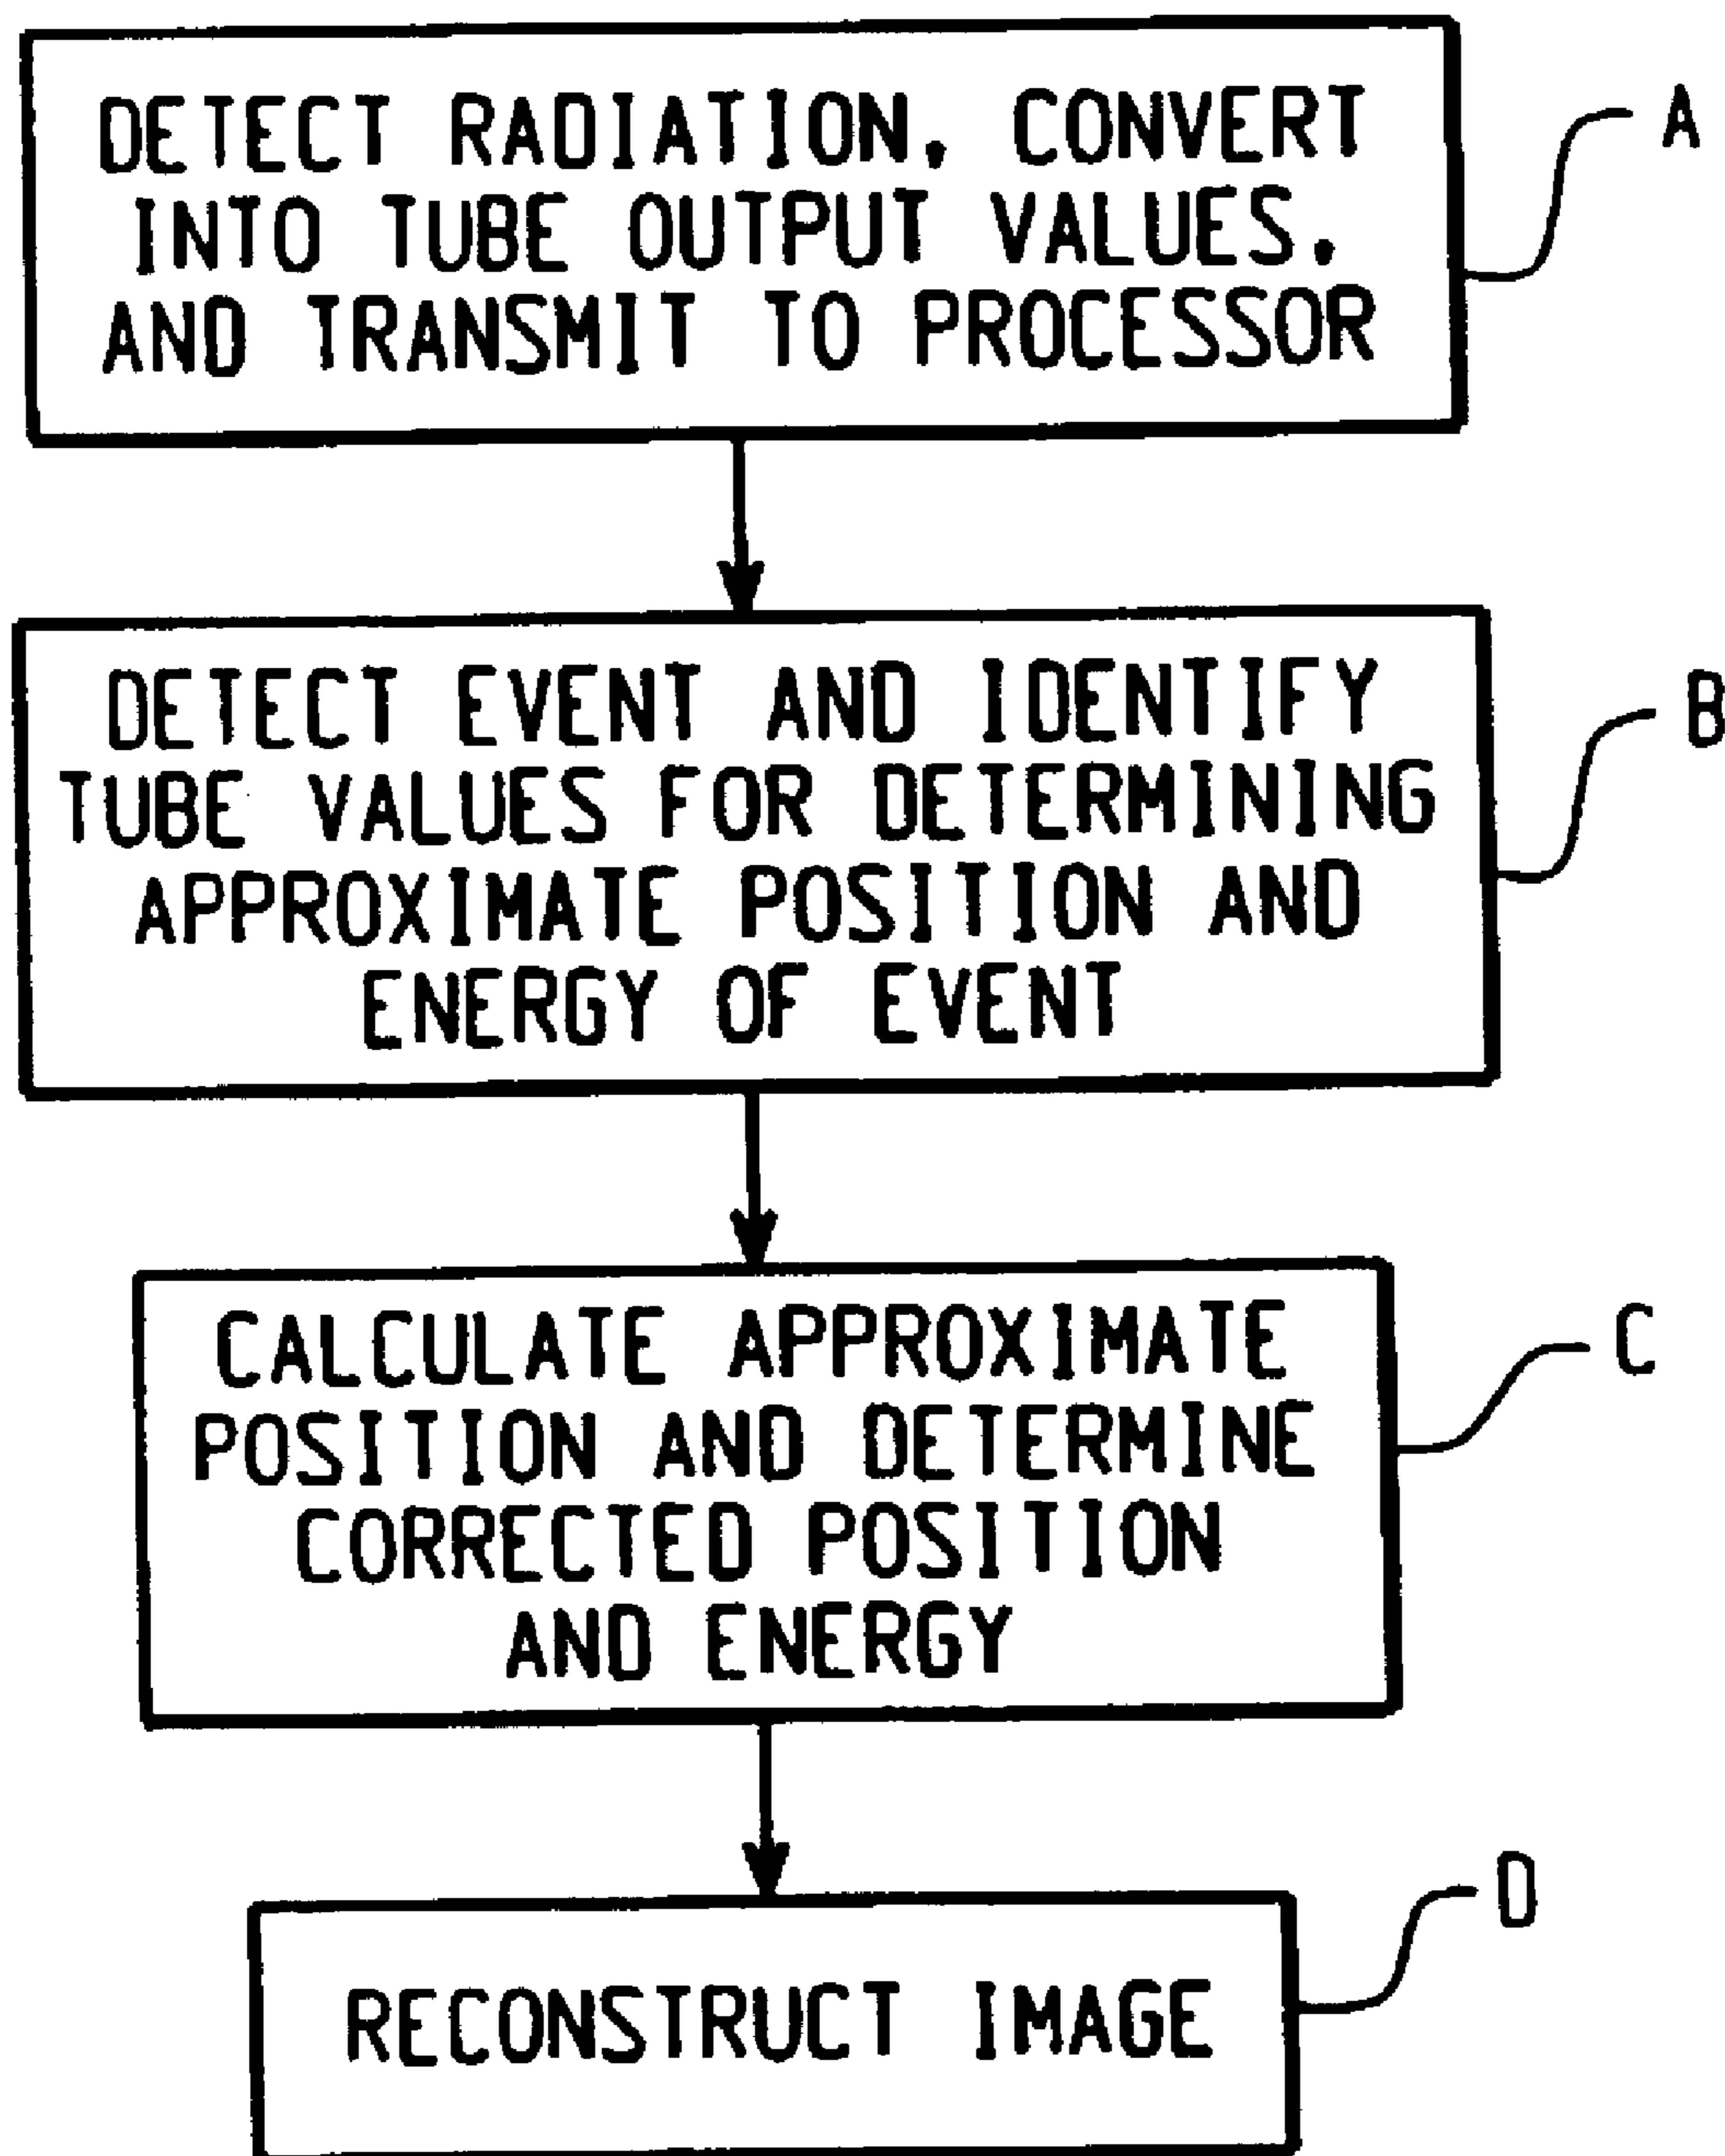 DETECT RADIATION, CONVERT
INTO TUBE OUTPUT VALUES,
AND TRANSMIT TO PROCESSOR
A
DETECT EVENT AND IDENTIFY
TUBE VALUES FOR DETERMINING
APPROXIMATE POSITION AND
ENERGY OF EVENT
B
CALCULATE APPROXIMATE
POSITION AND DETERMINE
CORRECTED POSITION
AND ENERGY
C
RECONSTRUCT IMAGE
D